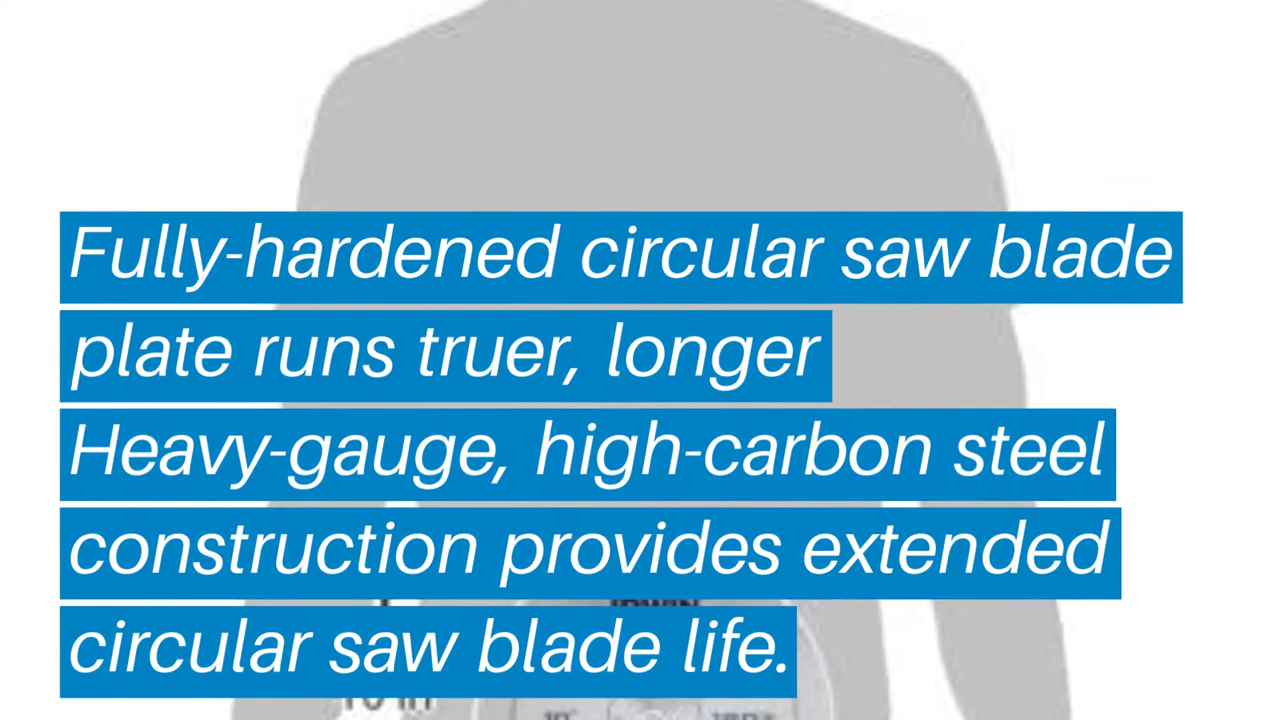 Fully-hardened circular saw blade
plate runs truer, longer
Heavy-gauge, high-carbon steel
construction provides extended
circular saw blade life.